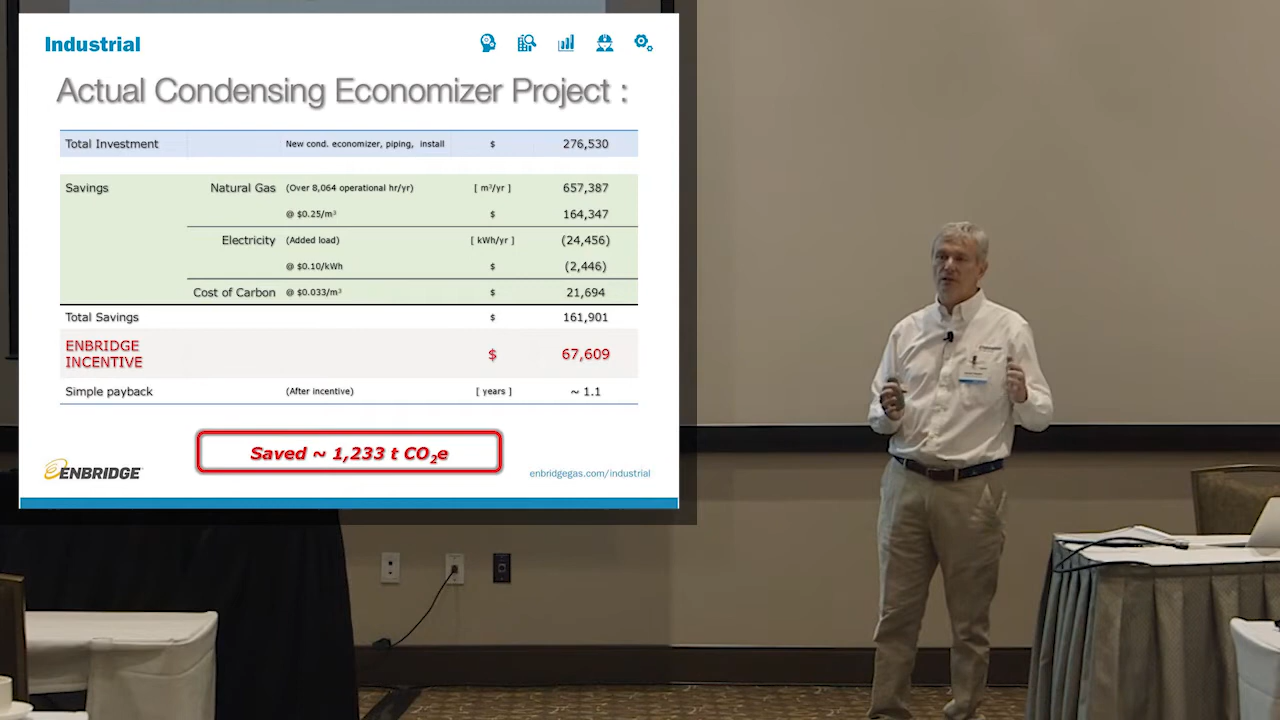 Industrial
Actual Condensing Economizer Project :
Total Investment New cond. economizer, piping, install $ 276,530
Savings Natural Gas (Over 8,064 operational hr/yr) [ m³/yr ] 657,387
@ $0.25/m³ $ 164,347
Electricity (Added load) [ kWh/yr ] (24,456)
@ $0.10/kWh $ (2,446)
Cost of Carbon @ $0.033/m³ $ 21,694
Total Savings $ 161,901
ENBRIDGE
INCENTIVE $ 67,609
Simple payback (After incentive) [ years ] ~ 1.1
Saved ~ 1,233 t CO₂e
ENBRIDGE
enbridgegas.com/industrial